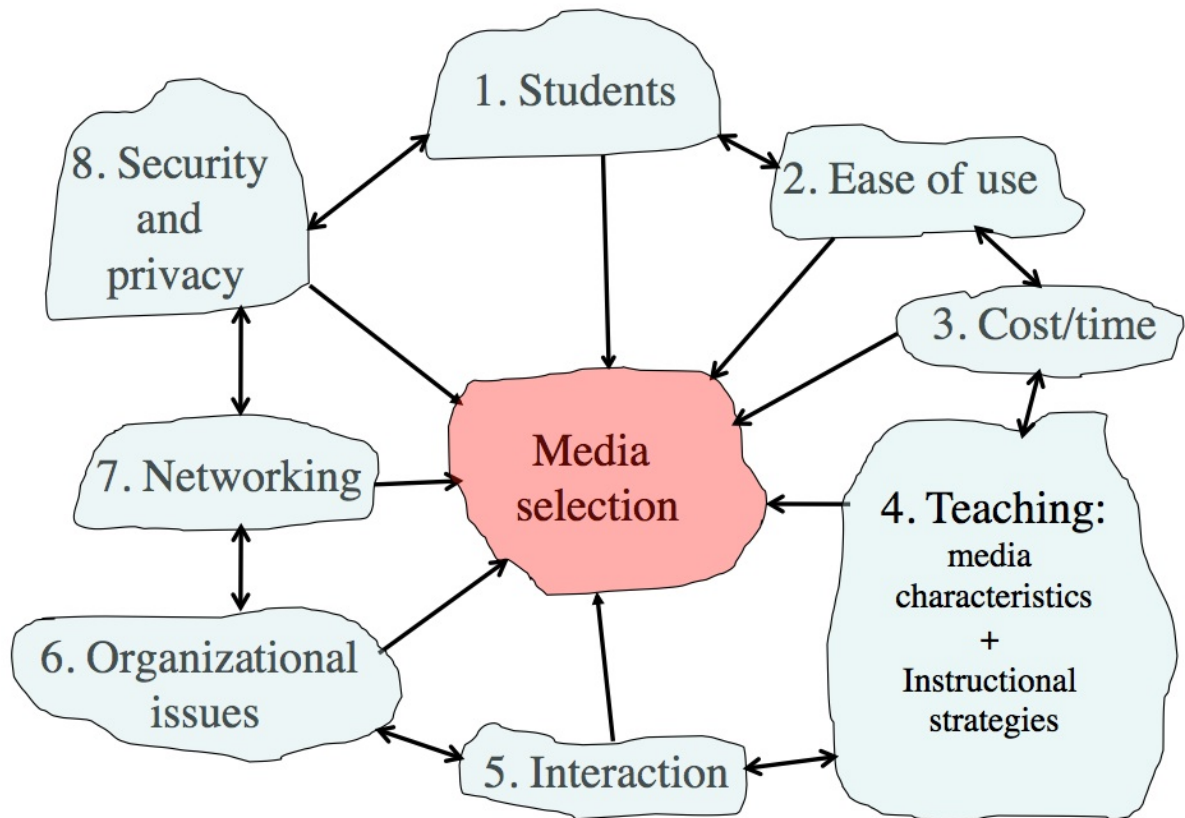 1. Students
2. Ease of use
3. Cost/time
4. Teaching:
media
characteristics
+
Instructional
strategies
5. Interaction
6. Organizational
issues
7. Networking
8. Security
and
privacy
Media
selection